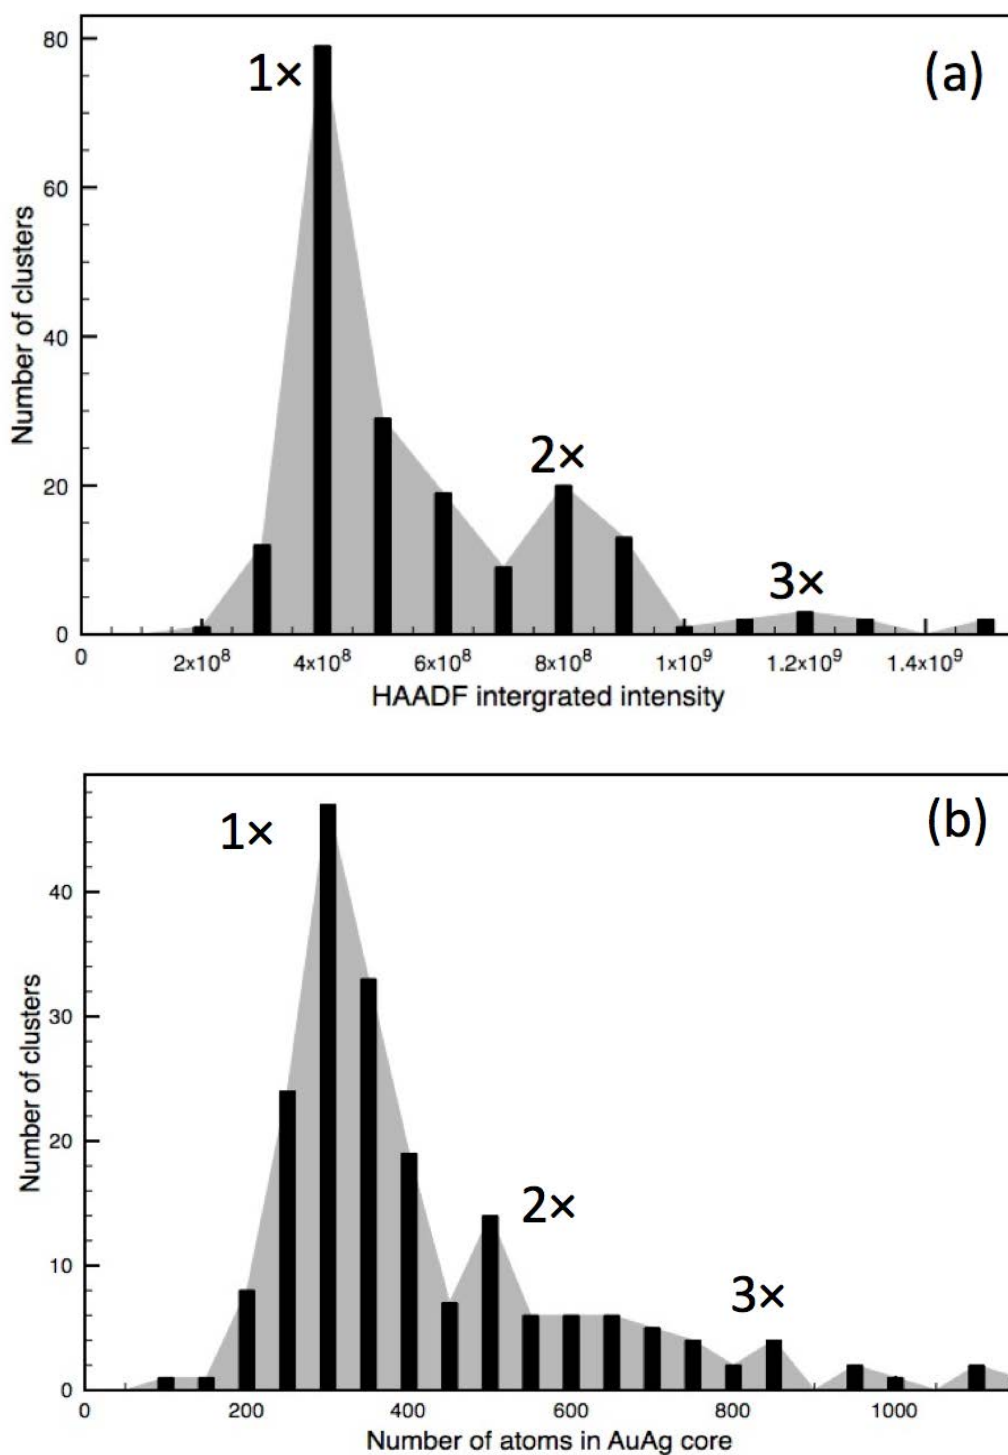 (a)
1×
2×
3×
80
60
40
20
0
Number of clusters
0 2x10⁸ 4x10⁸ 6x10⁸ 8x10⁸ 1x10⁹ 1.2x10⁹ 1.4x10⁹
HAADF intergrated intensity
(b)
1×
2×
3×
40
30
20
10
0
Number of clusters
0 200 400 600 800 1000
Number of atoms in AuAg core